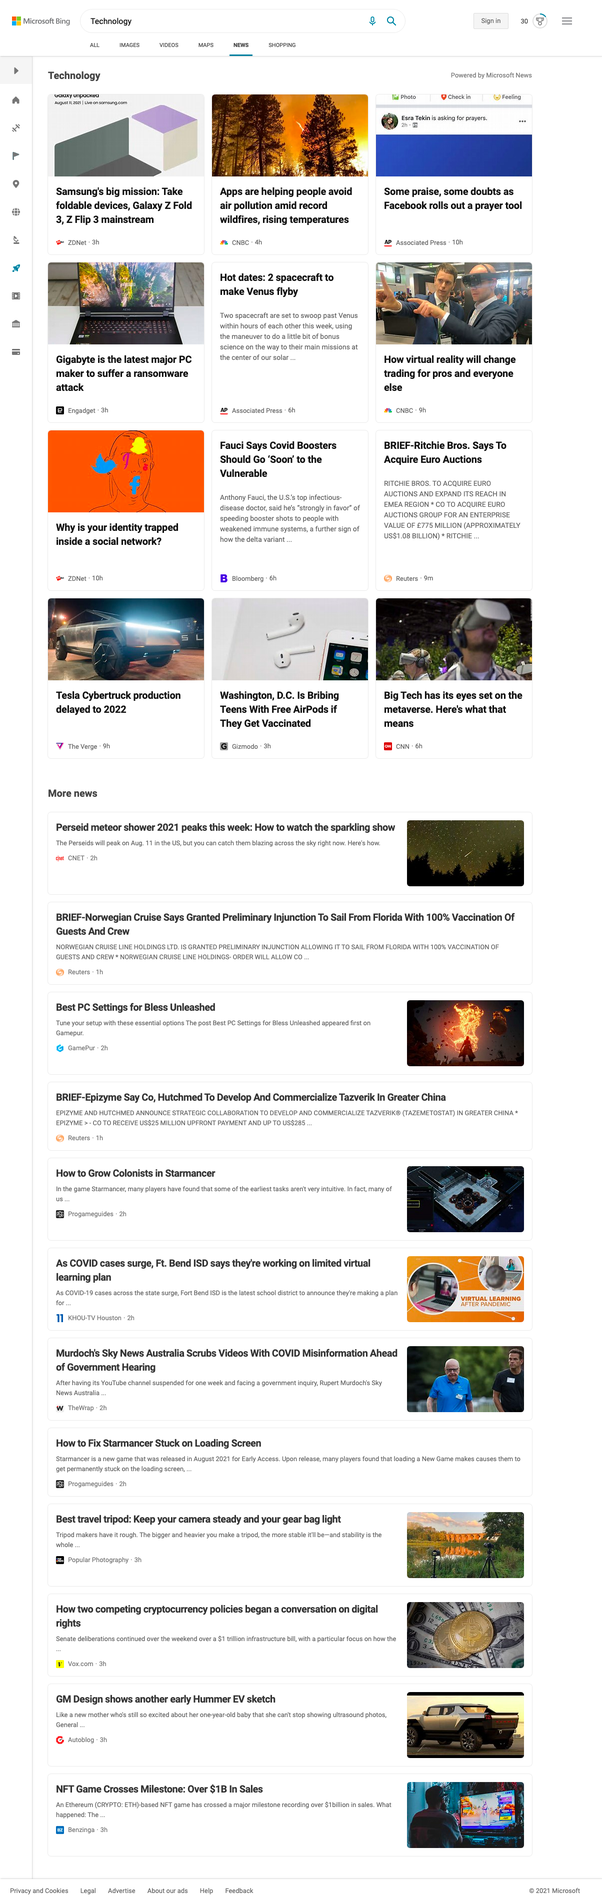 Microsoft Bing
Technology
Sign in
30
ALL
IMAGES
VIDEOS
MAPS
NEWS
SHOPPING
Technology
Powered by Microsoft News
Galaxy Unpacked
August 11, 2021 | Live on samsung.com
Samsung's big mission: Take
foldable devices, Galaxy Z Fold
3, Z Flip 3 mainstream
ZDNet · 3h
Apps are helping people avoid
air pollution amid record
wildfires, rising temperatures
CNBC · 4h
Photo
Check in
Feeling
Esra Tekin is asking for prayers.
2h ·
Some praise, some doubts as
Facebook rolls out a prayer tool
AP Associated Press · 10h
Gigabyte is the latest major PC
maker to suffer a ransomware
attack
Engadget · 3h
Hot dates: 2 spacecraft to
make Venus flyby
Two spacecraft are set to swoop past Venus
within hours of each other this week, using
the maneuver to do a little bit of bonus
science on the way to their main missions at
the center of our solar ...
AP Associated Press · 6h
How virtual reality will change
trading for pros and everyone
else
CNBC · 9h
Why is your identity trapped
inside a social network?
ZDNet · 10h
Fauci Says Covid Boosters
Should Go ‘Soon’ to the
Vulnerable
Anthony Fauci, the U.S.’s top infectious-
disease doctor, said he’s “strongly in favor” of
speeding booster shots to people with
weakened immune systems, a further sign of
how the delta variant ...
B Bloomberg · 6h
BRIEF-Ritchie Bros. Says To
Acquire Euro Auctions
RITCHIE BROS. TO ACQUIRE EURO
AUCTIONS AND EXPAND ITS REACH IN
EMEA REGION * CO TO ACQUIRE EURO
AUCTIONS GROUP FOR AN ENTERPRISE
VALUE OF £775 MILLION (APPROXIMATELY
US$1.08 BILLION) * RITCHIE ...
Reuters · 9m
Tesla Cybertruck production
delayed to 2022
The Verge · 9h
Washington, D.C. Is Bribing
Teens With Free AirPods if
They Get Vaccinated
G Gizmodo · 3h
Big Tech has its eyes set on the
metaverse. Here's what that
means
CNN CNN · 6h
More news
Perseid meteor shower 2021 peaks this week: How to watch the sparkling show
The Perseids will peak on Aug. 11 in the US, but you can catch them blazing across the sky right now. Here's how.
CNET · 2h
BRIEF-Norwegian Cruise Says Granted Preliminary Injunction To Sail From Florida With 100% Vaccination Of
Guests And Crew
NORWEGIAN CRUISE LINE HOLDINGS LTD. IS GRANTED PRELIMINARY INJUNCTION ALLOWING IT TO SAIL FROM FLORIDA WITH 100% VACCINATION OF
GUESTS AND CREW * NORWEGIAN CRUISE LINE HOLDINGS- ORDER WILL ALLOW CO ...
Reuters · 1h
Best PC Settings for Bless Unleashed
Tune your setup with these essential options The post Best PC Settings for Bless Unleashed appeared first on
Gamepur.
GamePur · 2h
BRIEF-Epizyme Say Co, Hutchmed To Develop And Commercialize Tazverik In Greater China
EPIZYME AND HUTCHMED ANNOUNCE STRATEGIC COLLABORATION TO DEVELOP AND COMMERCIALIZE TAZVERIK® (TAZEMETOSTAT) IN GREATER CHINA *
EPIZYME > - CO TO RECEIVE US$25 MILLION UPFRONT PAYMENT AND UP TO US$285 ...
Reuters · 1h
How to Grow Colonists in Starmancer
In the game Starmancer, many players have found that some of the earliest tasks aren't very intuitive. In fact, many of
us ...
Progameguides · 2h
As COVID cases surge, Ft. Bend ISD says they're working on limited virtual
learning plan
As COVID-19 cases across the state surge, Fort Bend ISD is the latest school district to announce they're making a plan
for ...
11 KHOU-TV Houston · 2h
VIRTUAL LEARNING
AFTER PANDEMIC
Murdoch's Sky News Australia Scrubs Videos With COVID Misinformation Ahead
of Government Hearing
After having its YouTube channel suspended for one week and facing a government inquiry, Rupert Murdoch's Sky
News Australia ...
W TheWrap · 2h
How to Fix Starmancer Stuck on Loading Screen
Starmancer is a new game that was released in August 2021 for Early Access. Upon release, many players found that loading a New Game makes causes them to
get permanently stuck on the loading screen, ...
Progameguides · 2h
Best travel tripod: Keep your camera steady and your gear bag light
Tripod makers have it rough. The bigger and heavier you make a tripod, the more stable it'll be—and stability is the
whole ...
Popular Photography · 3h
How two competing cryptocurrency policies began a conversation on digital
rights
Senate deliberations continued over the weekend over a $1 trillion infrastructure bill, with a particular focus on how the
...
Vox.com · 3h
GM Design shows another early Hummer EV sketch
Like a new mother who's still so excited about her one-year-old baby that she can't stop showing ultrasound photos,
General ...
Autoblog · 3h
NFT Game Crosses Milestone: Over $1B In Sales
An Ethereum (CRYPTO: ETH)-based NFT game has crossed a major milestone recording over $1billion in sales. What
happened: The ...
BZ Benzinga · 3h
Privacy and Cookies
Legal
Advertise
About our ads
Help
Feedback
© 2021 Microsoft